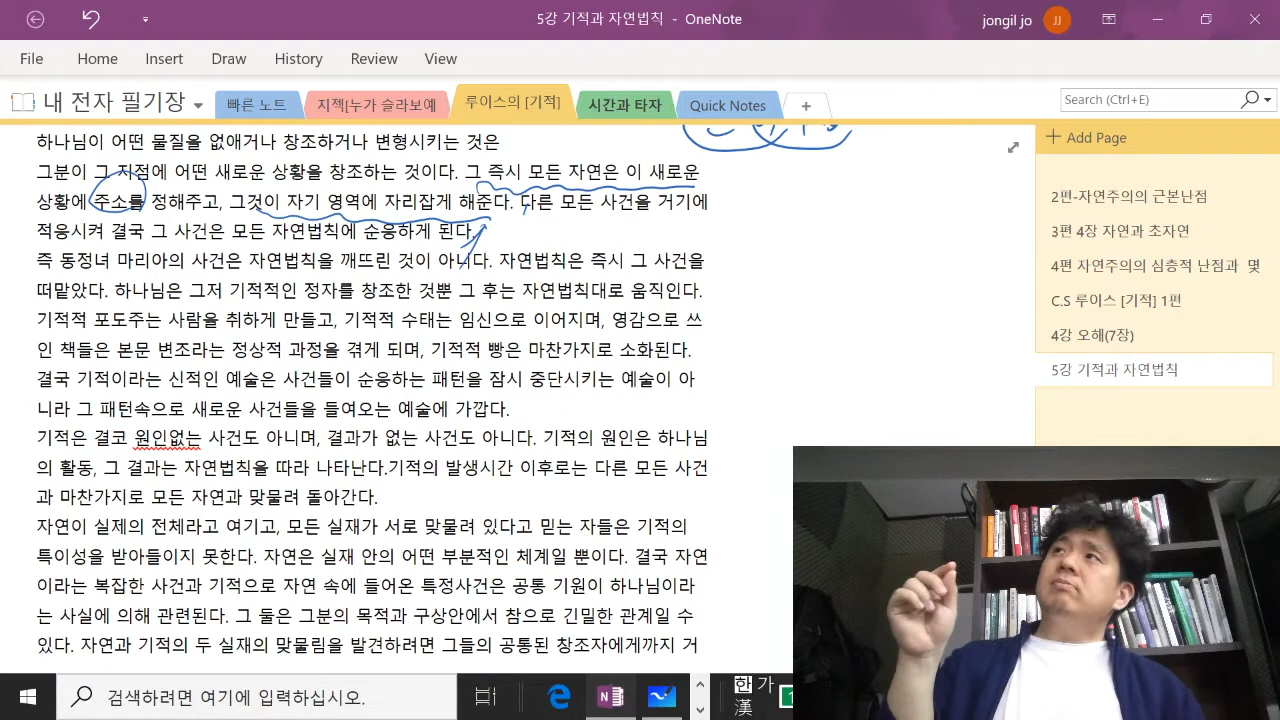 5강 기적과 자연법칙 - OneNote
jongil jo
JJ
File Home Insert Draw History Review View
내 전자 필기장
빠른 노트
지젝[누가 슬라보예
루이스의 [기적]
시간과 타자
Quick Notes
+
Search (Ctrl+E)
하나님이 어떤 물질을 없애거나 창조하거나 변형시키는 것은
그분이 그 지점에 어떤 새로운 상황을 창조하는 것이다. 그 즉시 모든 자연은 이 새로운
상황에 주소를 정해주고, 그것이 자기 영역에 자리잡게 해준다. 다른 모든 사건을 거기에
적응시켜 결국 그 사건은 모든 자연법칙에 순응하게 된다.
즉 동정녀 마리아의 사건은 자연법칙을 깨뜨린 것이 아니다. 자연법칙은 즉시 그 사건을
떠맡았다. 하나님은 그저 기적적인 정자를 창조한 것뿐 그 후는 자연법칙대로 움직인다.
기적적 포도주는 사람을 취하게 만들고, 기적적 수태는 임신으로 이어지며, 영감으로 쓰
인 책들은 본문 변조라는 정상적 과정을 겪게 되며, 기적적 빵은 마찬가지로 소화된다.
결국 기적이라는 신적인 예술은 사건들이 순응하는 패턴을 잠시 중단시키는 예술이 아
니라 그 패턴속으로 새로운 사건들을 들여오는 예술에 가깝다.
기적은 결코 원인없는 사건도 아니며, 결과가 없는 사건도 아니다. 기적의 원인은 하나님
의 활동, 그 결과는 자연법칙을 따라 나타난다.기적의 발생시간 이후로는 다른 모든 사건
과 마찬가지로 모든 자연과 맞물려 돌아간다.
자연이 실제의 전체라고 여기고, 모든 실재가 서로 맞물려 있다고 믿는 자들은 기적의
특이성을 받아들이지 못한다. 자연은 실재 안의 어떤 부분적인 체계일 뿐이다. 결국 자연
이라는 복잡한 사건과 기적으로 자연 속에 들어온 특정사건은 공통 기원이 하나님이라
는 사실에 의해 관련된다. 그 둘은 그분의 목적과 구상안에서 참으로 긴밀한 관계일 수
있다. 자연과 기적의 두 실재의 맞물림을 발견하려면 그들의 공통된 창조자에게까지 거
+ Add Page
2편-자연주의의 근본난점
3편 4장 자연과 초자연
4편 자연주의의 심층적 난점과 몇
C.S 루이스 [기적] 1편
4강 오해(7장)
5강 기적과 자연법칙
검색하려면 여기에 입력하십시오.
한 가
漢
1